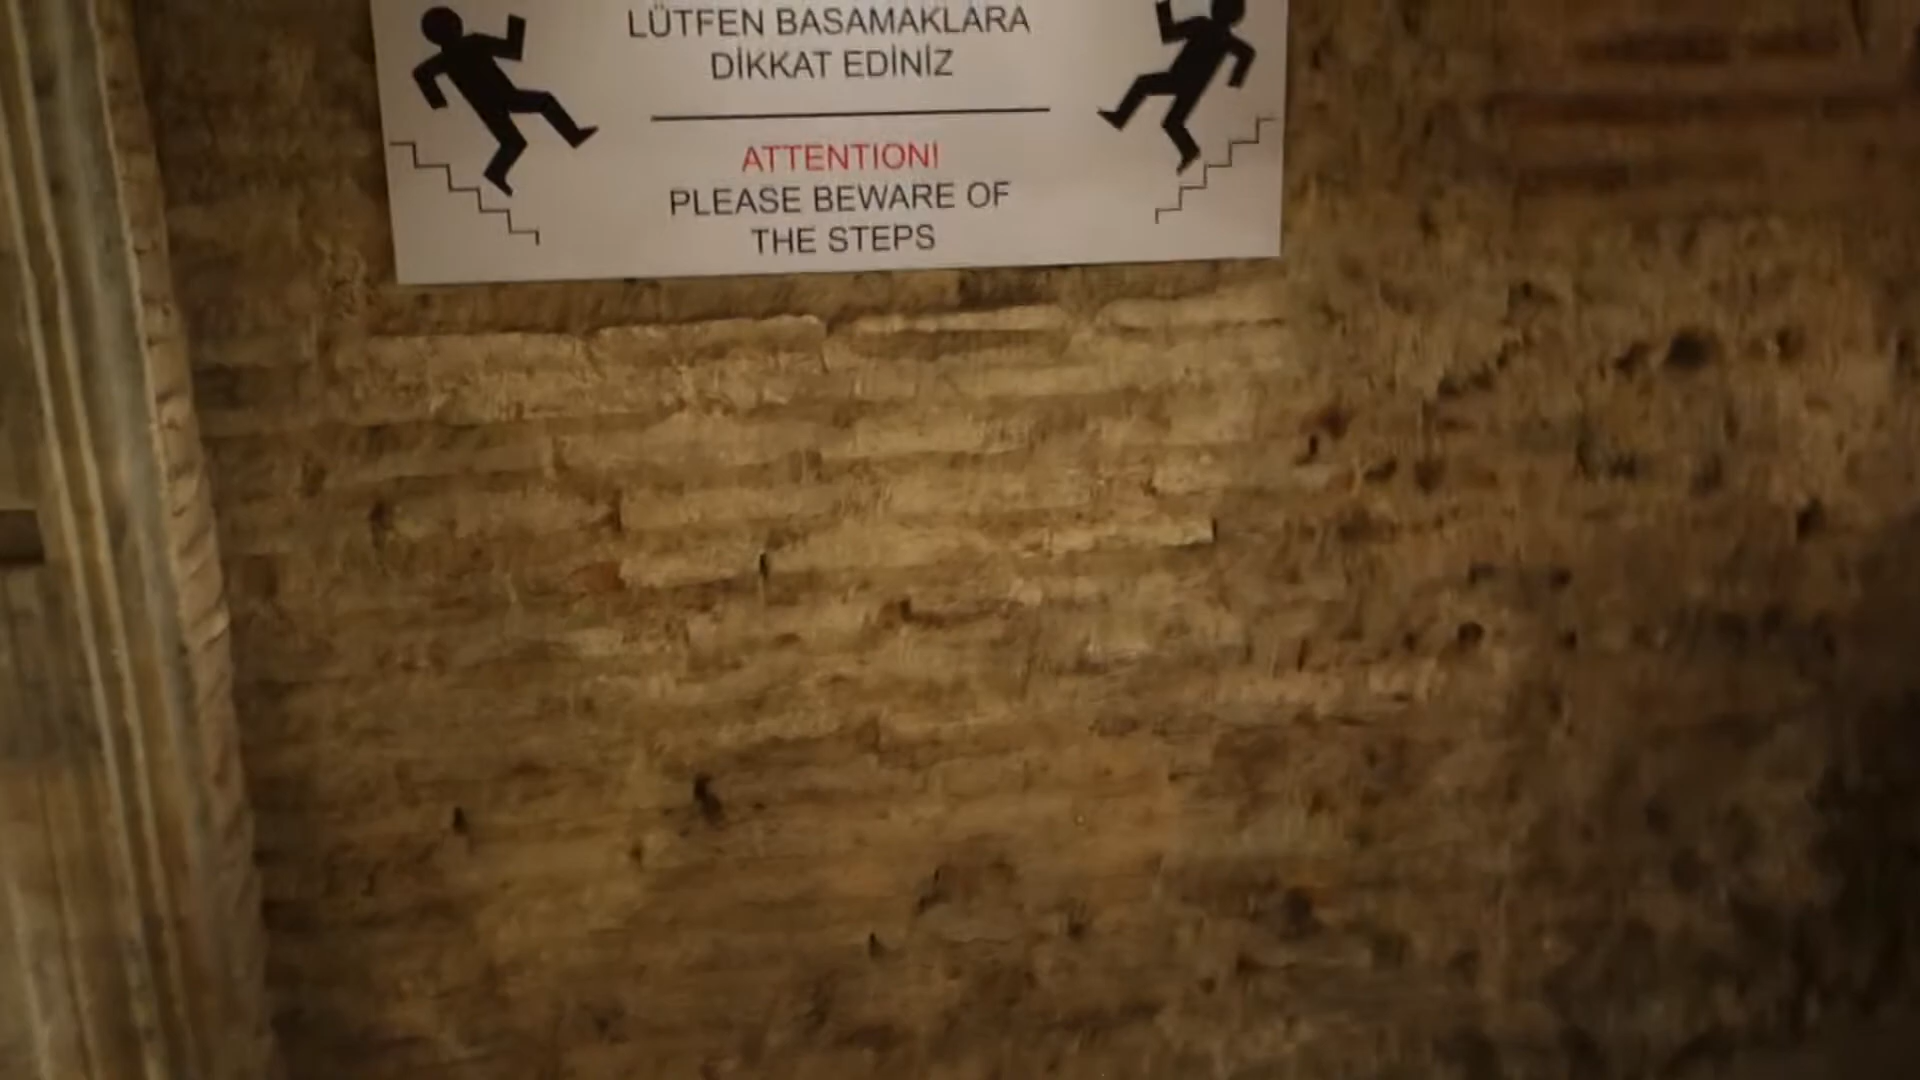 LÜTFEN BASAMAKLARA
DİKKAT EDİNİZ
ATTENTION!
PLEASE BEWARE OF
THE STEPS